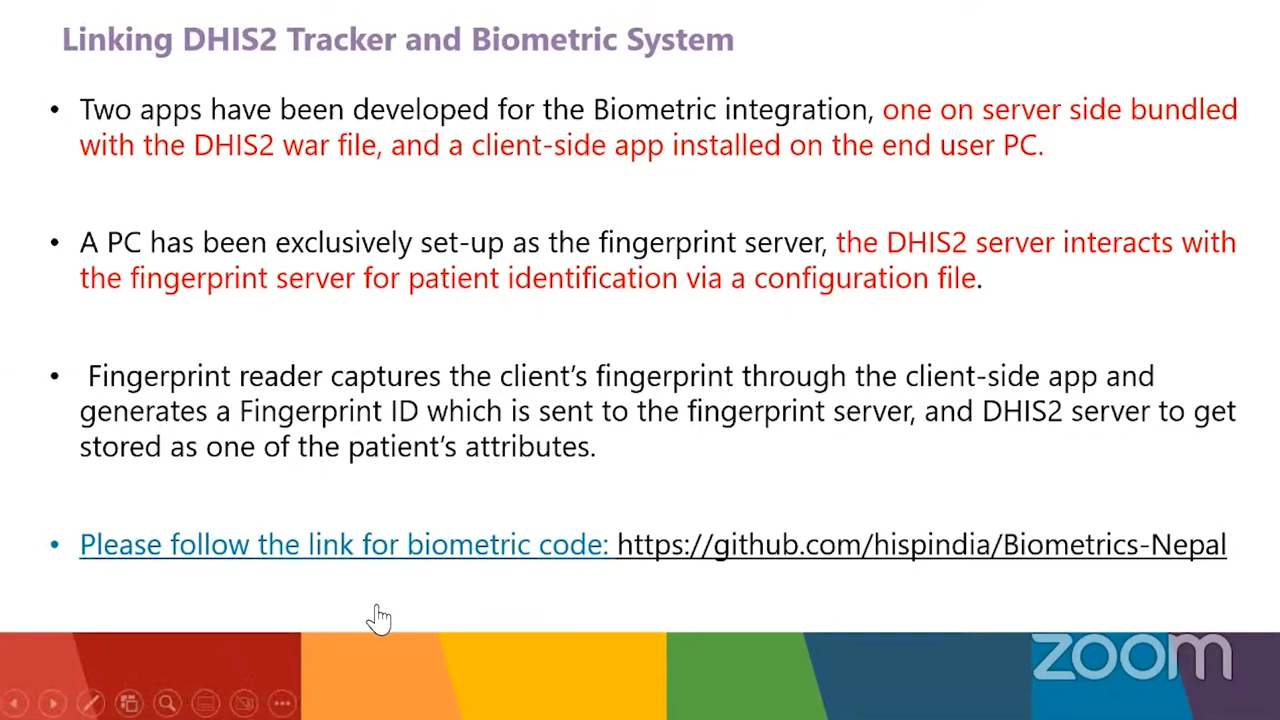 Linking DHIS2 Tracker and Biometric System
• Two apps have been developed for the Biometric integration, one on server side bundled
with the DHIS2 war file, and a client-side app installed on the end user PC.
• A PC has been exclusively set-up as the fingerprint server, the DHIS2 server interacts with
the fingerprint server for patient identification via a configuration file.
• Fingerprint reader captures the client’s fingerprint through the client-side app and
generates a Fingerprint ID which is sent to the fingerprint server, and DHIS2 server to get
stored as one of the patient’s attributes.
• Please follow the link for biometric code: https://github.com/hispindia/Biometrics-Nepal
zoom